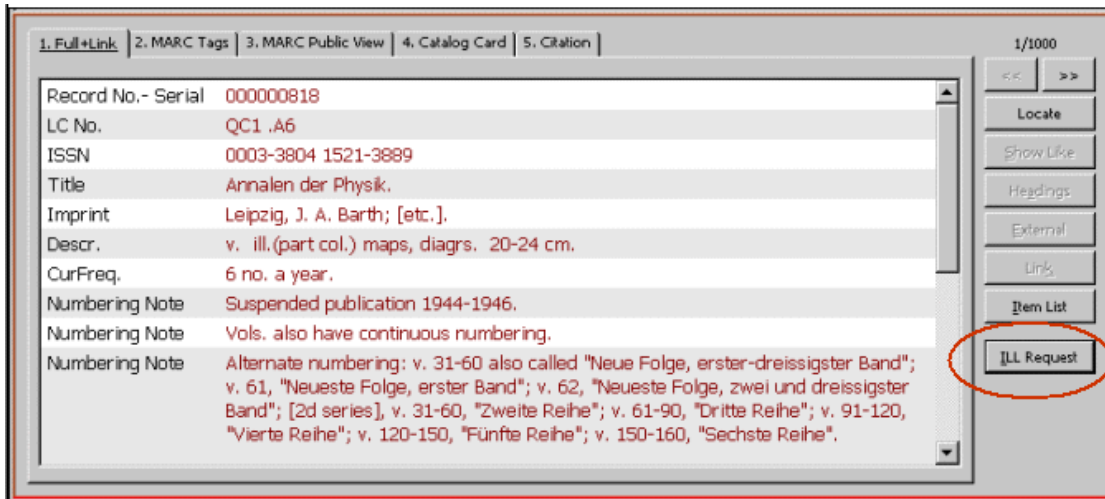 1. Full+Link 2. MARC Tags 3. MARC Public View 4. Catalog Card 5. Citation
1/1000
<< >>
Record No.- Serial 000000818
Locate
LC No. QC1 .A6
ISSN 0003-3804 1521-3889
Show Like
Title Annalen der Physik.
Headings
Imprint Leipzig, J. A. Barth; [etc.].
External
Descr. v. ill.(part col.) maps, diagrs. 20-24 cm.
CurFreq. 6 no. a year.
Link
Numbering Note Suspended publication 1944-1946.
Item List
Numbering Note Vols. also have continuous numbering.
Numbering Note Alternate numbering: v. 31-60 also called "Neue Folge, erster-dreissigster Band";
ILL Request
v. 61, "Neueste Folge, erster Band"; v. 62, "Neueste Folge, zwei und dreissigster
Band"; [2d series], v. 31-60, "Zweite Reihe"; v. 61-90, "Dritte Reihe"; v. 91-120,
"Vierte Reihe"; v. 120-150, "Fünfte Reihe"; v. 150-160, "Sechste Reihe".